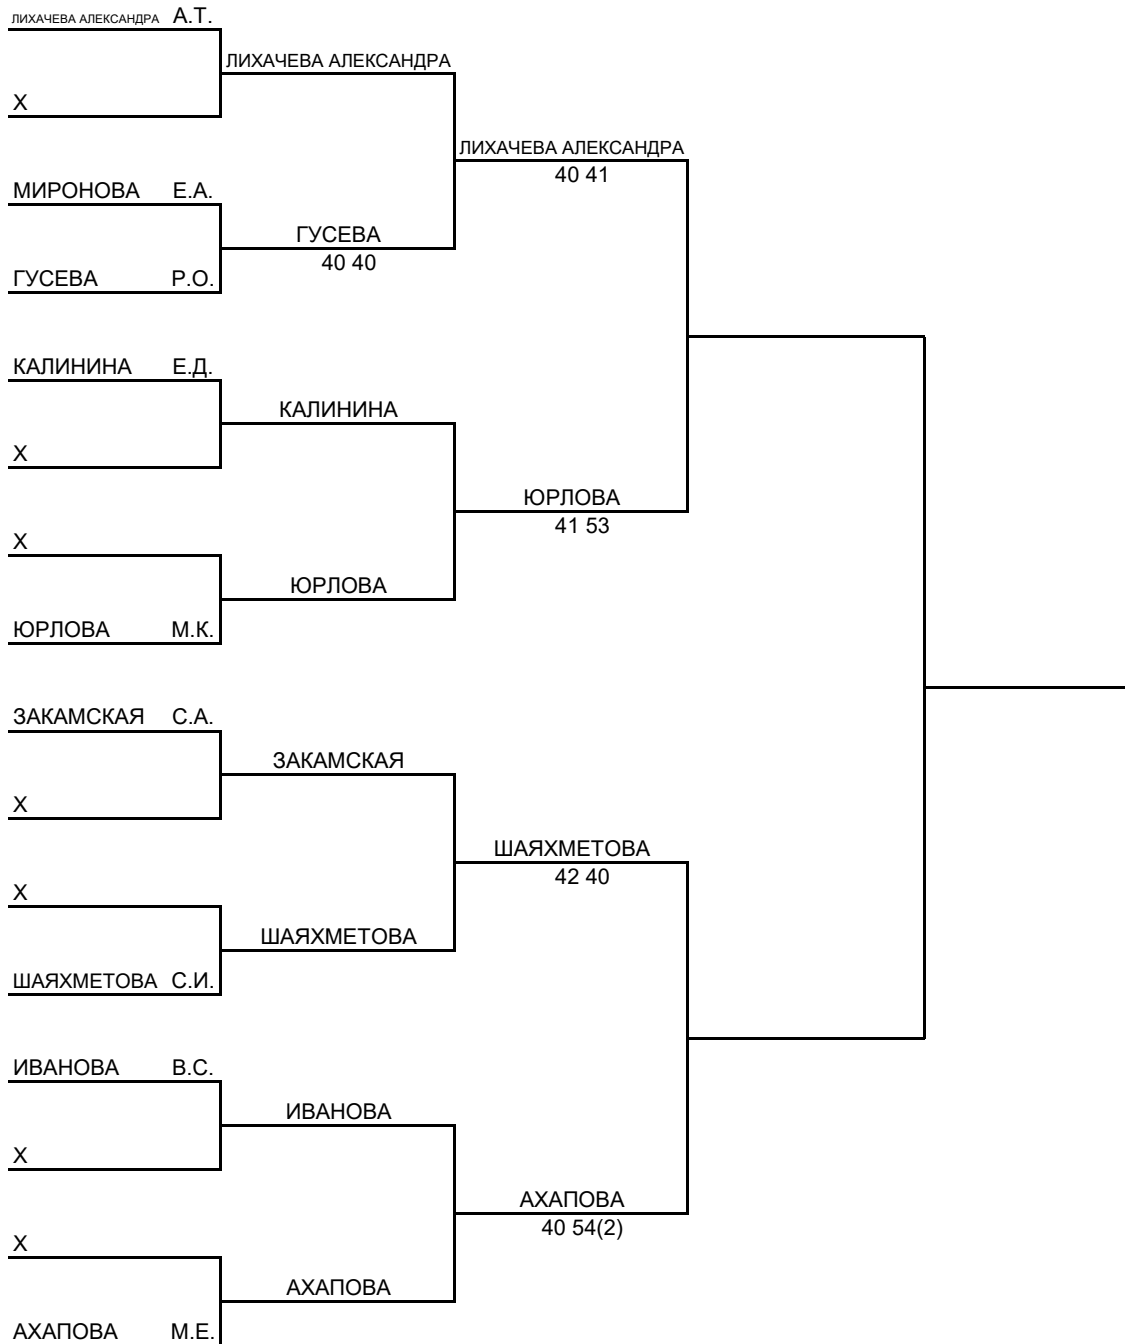 ЛИХАЧЕВА АЛЕКСАНДРА А.Т.
ЛИХАЧЕВА АЛЕКСАНДРА
X
ЛИХАЧЕВА АЛЕКСАНДРА
40 41
МИРОНОВА Е.А.
ГУСЕВА
40 40
ГУСЕВА Р.О.
КАЛИНИНА Е.Д.
КАЛИНИНА
X
ЮРЛОВА
41 53
X
ЮРЛОВА
ЮРЛОВА М.К.
ЗАКАМСКАЯ С.А.
ЗАКАМСКАЯ
X
ШАЯХМЕТОВА
42 40
X
ШАЯХМЕТОВА
ШАЯХМЕТОВА С.И.
ИВАНОВА В.С.
ИВАНОВА
X
АХАПОВА
40 54(2)
X
АХАПОВА
АХАПОВА М.Е.